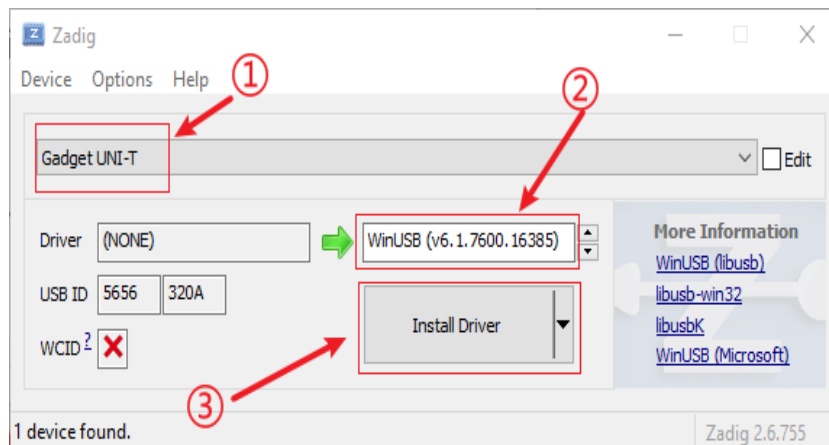 Zadig
Device Options Help
①
②
Gadget UNI-T
Edit
Driver (NONE) WinUSB (v6.1.7600.16385)
USB ID 5656 320A
WCID ?
Install Driver
③
More Information
WinUSB (libusb)
libusb-win32
libusbK
WinUSB (Microsoft)
1 device found.
Zadig 2.6.755